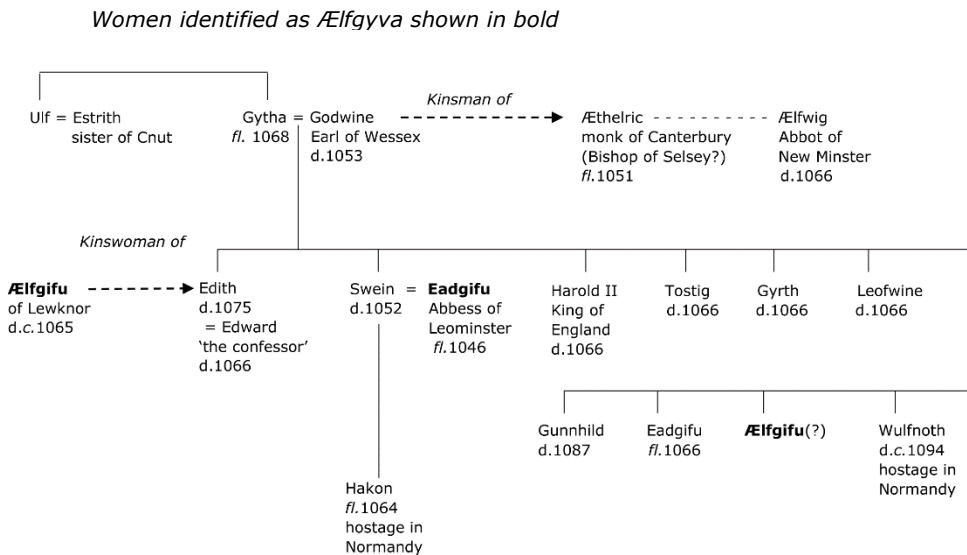 Women identified as Ælfgyva shown in bold
Ulf = Estrith
sister of Cnut
Gytha = Godwine
fl. 1068 Earl of Wessex
d.1053
Kinsman of
Æthelric
monk of Canterbury
(Bishop of Selsey?)
fl.1051
Ælfwig
Abbot of
New Minster
d.1066
Kinswoman of
Ælfgifu
of Lewknor
d.c.1065
Edith
d.1075
= Edward
‘the confessor’
d.1066
Swein = Eadgifu
d.1052 Abbess of
Leominster
fl.1046
Harold II
King of
England
d.1066
Tostig
d.1066
Gyrth
d.1066
Leofwine
d.1066
Gunnhild
d.1087
Eadgifu
fl.1066
Ælfgifu(?)
Wulfnoth
d.c.1094
hostage in
Normandy
Hakon
fl.1064
hostage in
Normandy